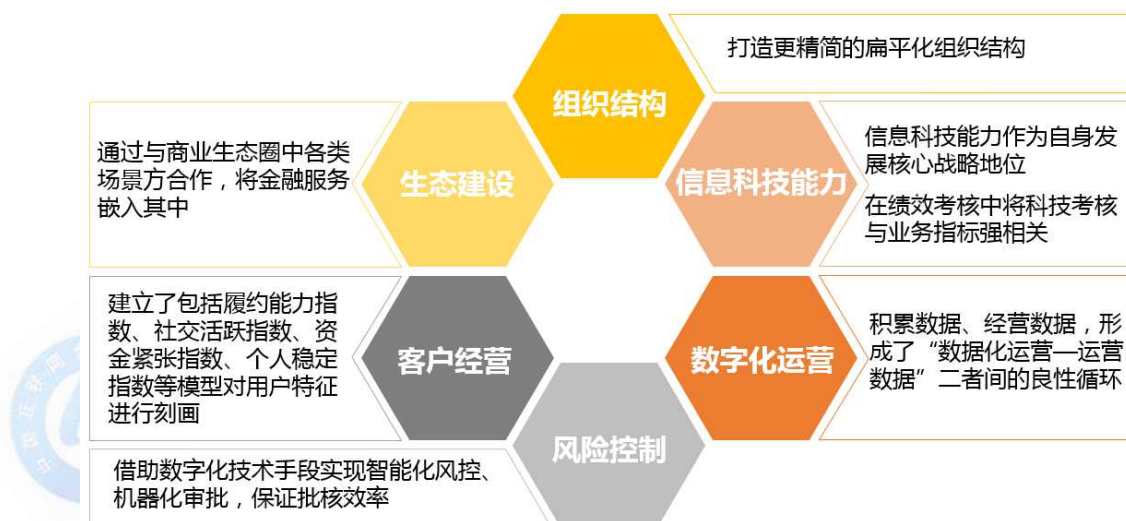 打造更精简的扁平化组织结构
组织结构
通过与商业生态圈中各类
场景方合作，将金融服务
嵌入其中
生态建设
信息科技能力
信息科技能力作为自身发
展核心战略地位
在绩效考核中将科技考核
与业务指标强相关
建立了包括履约能力指
数、社交活跃指数、资
金紧张指数、个人稳定
指数等模型对用户特征
进行刻画
客户经营
数字化运营
积累数据、经营数据，形
成了“数据化运营—运营
数据”二者间的良性循环
风险控制
借助数字化技术手段实现智能化风控、
机器化审批，保证批核效率